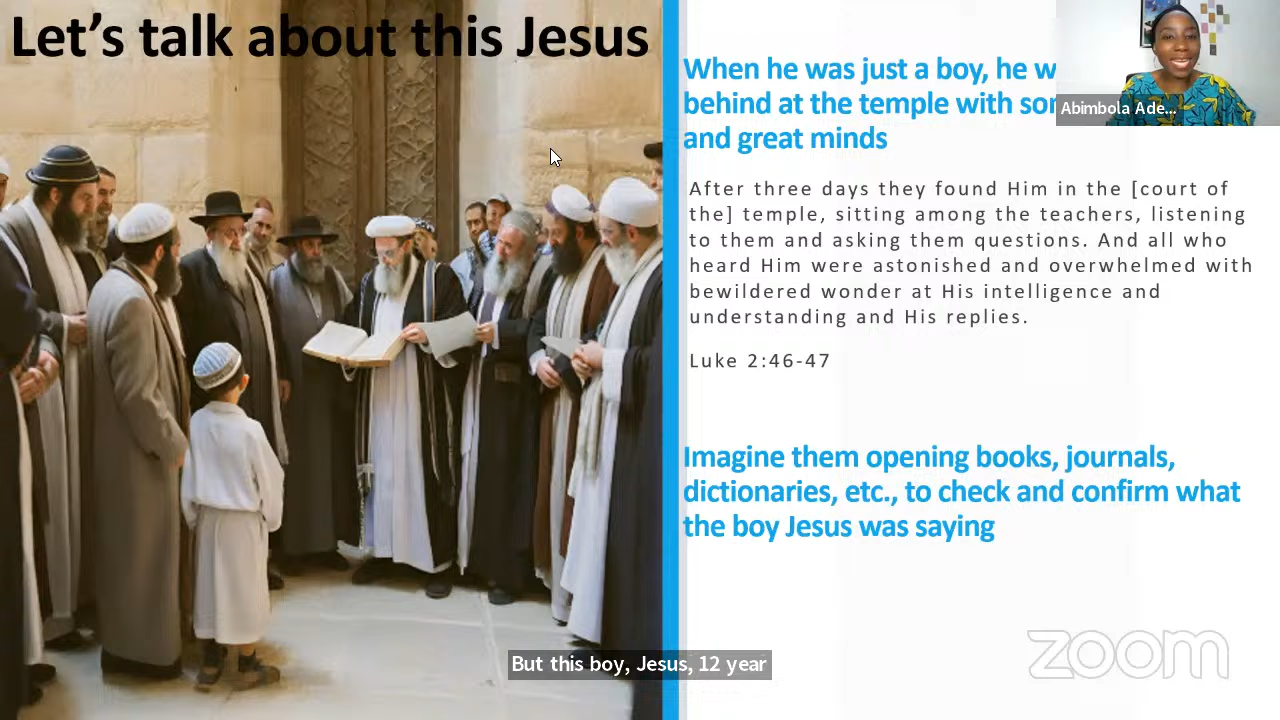 Let's talk about this Jesus
When he was just a boy, he
behind at the temple with
and great minds
Abimbola Ade...
After three days they found Him in the [court of
the] temple, sitting among the teachers, listening
to them and asking them questions. And all who
heard Him were astonished and overwhelmed with
bewildered wonder at His intelligence and
understanding and His replies.
Luke 2:46-47
Imagine them opening books, journals,
dictionaries, etc., to check and confirm what
the boy Jesus was saying
But this boy, Jesus, 12 year
zoom